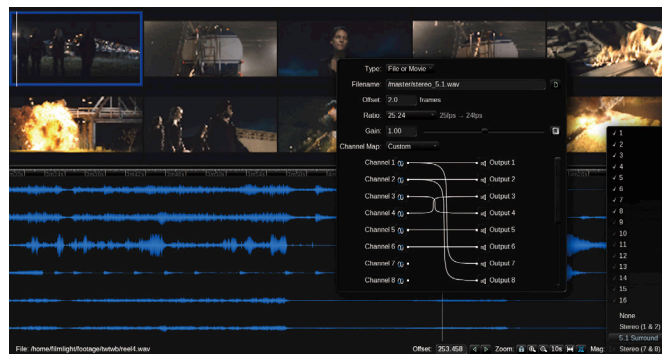 Type: File or Movie
Filename: /master/stereo_5.1.wav
Offset: 2.0 frames
Ratio: 25:24 25fps → 24fps
Gain: 1.00
Channel Map: Custom
Channel 1 Output 1
Channel 2 Output 2
Channel 3 Output 3
Channel 4 Output 4
Channel 5 Output 5
Channel 6 Output 6
Channel 7 Output 7
Channel 8 Output 8
✓ 1
✓ 2
✓ 3
✓ 4
✓ 5
✓ 6
✓ 7
✓ 8
9
10
11
12
13
14
15
16
None
Stereo (1 & 2)
5.1 Surround
Stereo (7 & 8)
File: /home/filmlight/footage/twtwb/reel4.wav
Offset: 253.458 Zoom: 10s Mag: